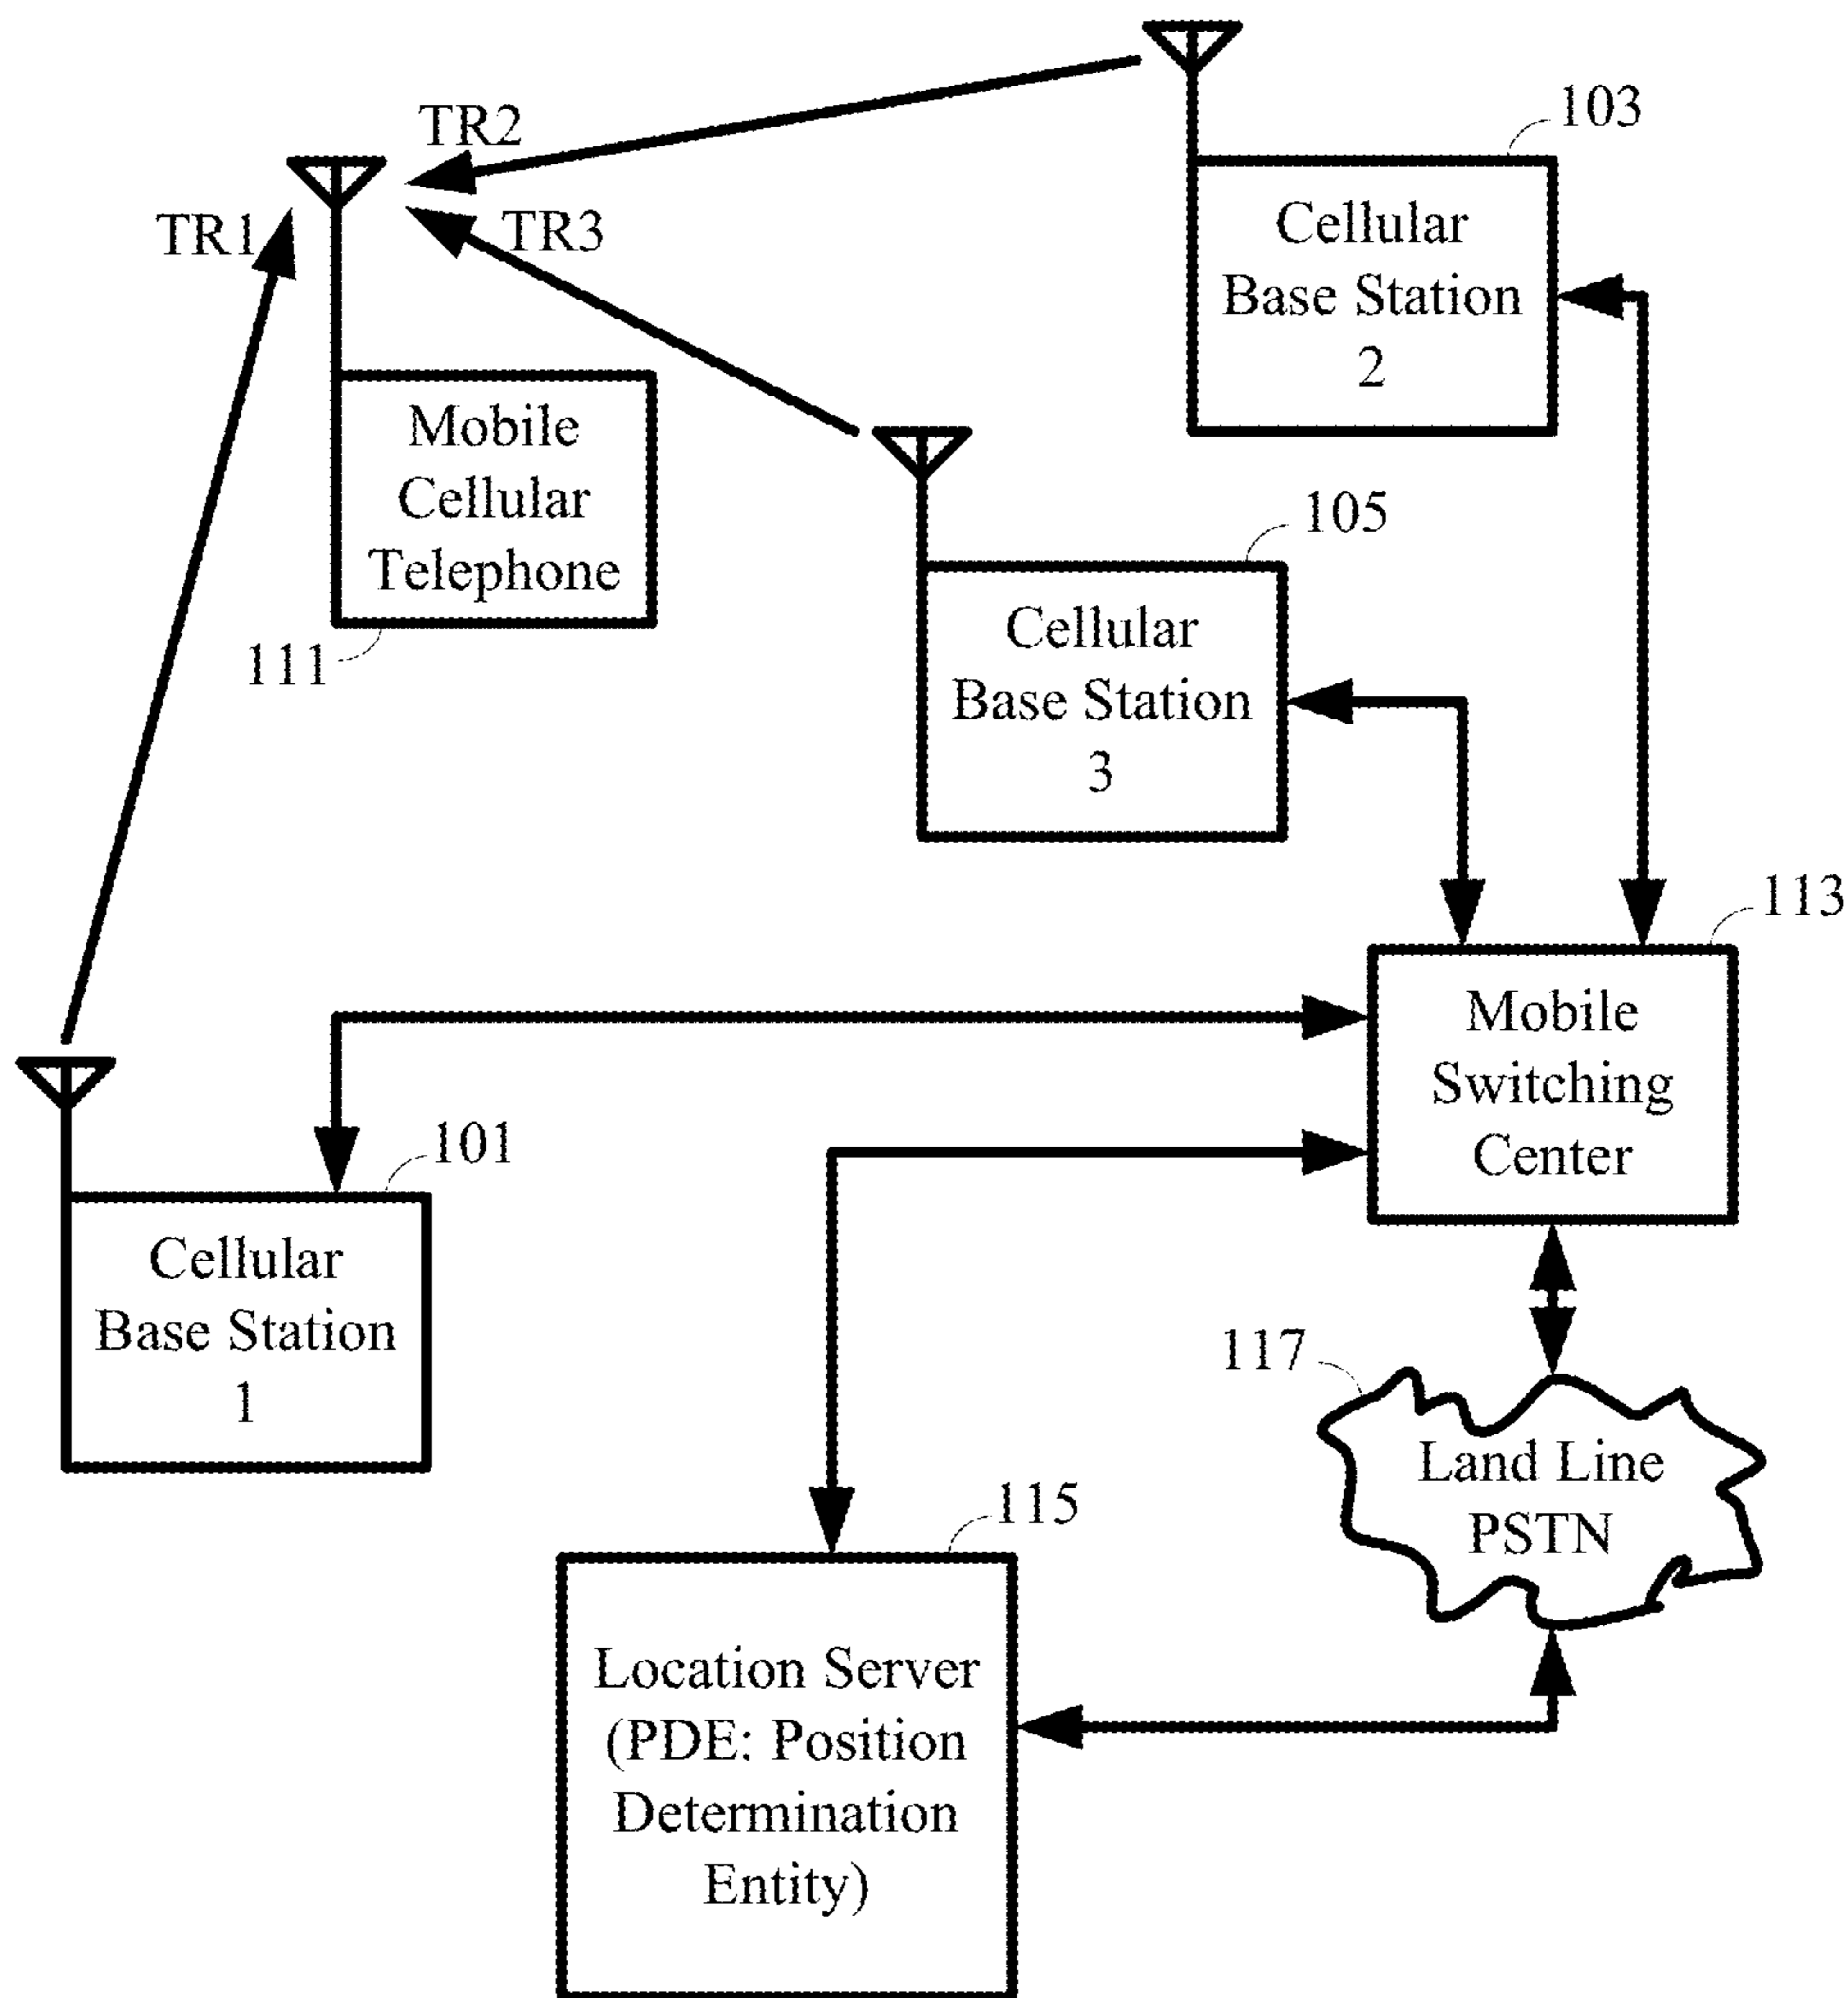 TR2
103
TR1
TR3
Cellular
Base Station
2
Mobile
Cellular
Telephone
111
105
Cellular
Base Station
3
113
Mobile
Switching
Center
101
Cellular
Base Station
1
117
Land Line
PSTN
115
Location Server
(PDE: Position
Determination
Entity)